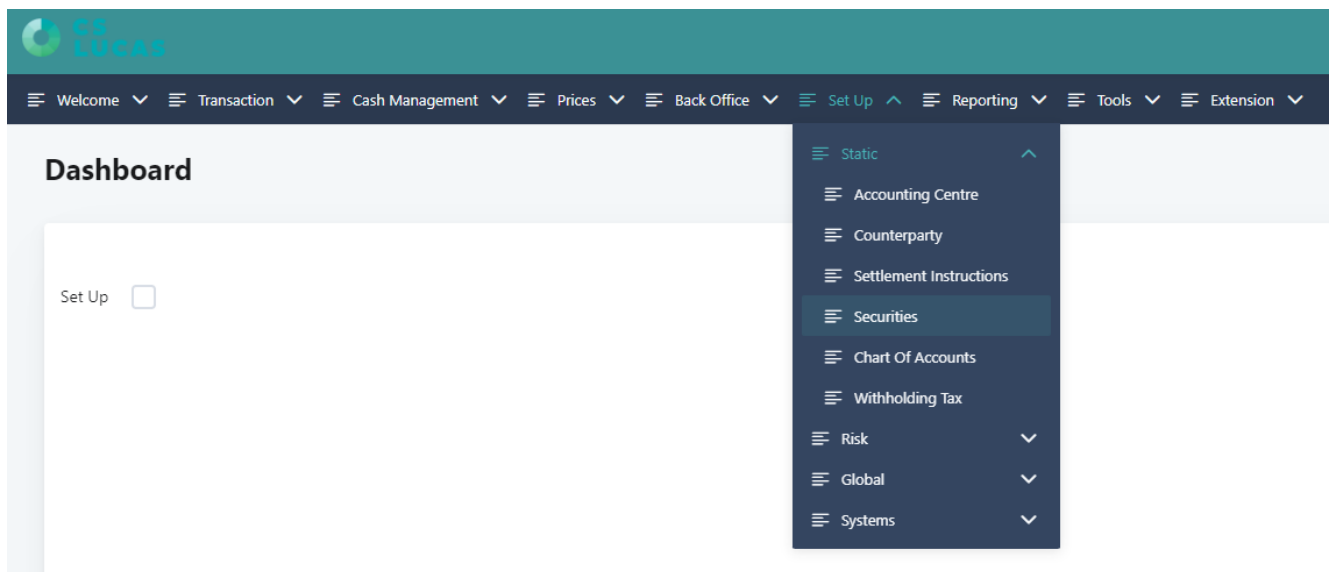 CS
LUCAS
Welcome Transaction Cash Management Prices Back Office Set Up Reporting Tools Extension
Dashboard
Static
Accounting Centre
Counterparty
Set Up
Settlement Instructions
Securities
Chart Of Accounts
Withholding Tax
Risk
Global
Systems